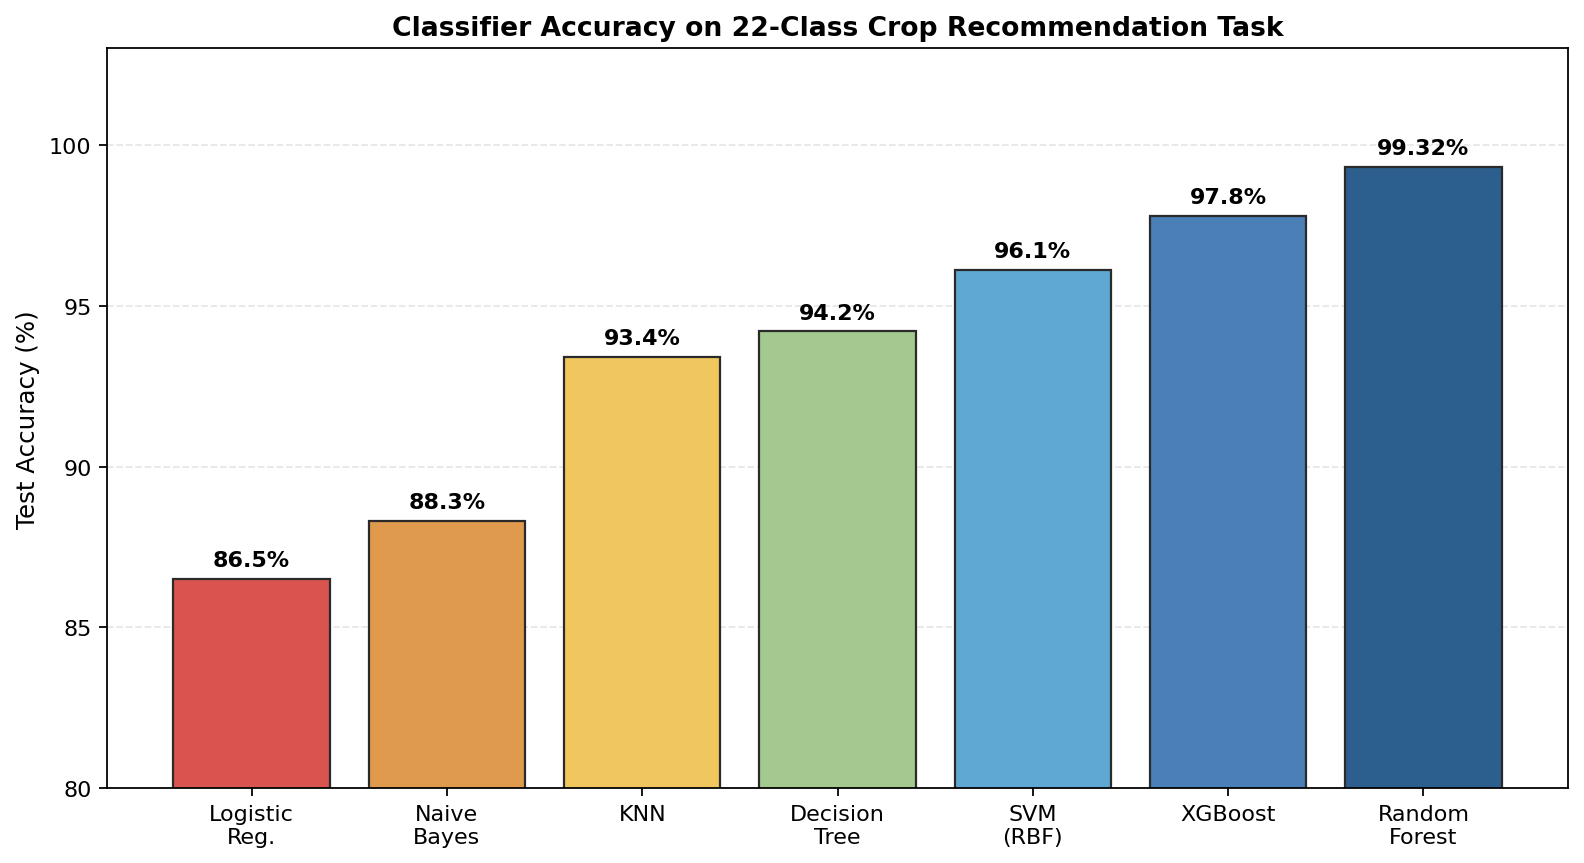 Classifier Accuracy on 22-Class Crop Recommendation Task
Test Accuracy (%)
100
95
90
85
80
86.5%
88.3%
93.4%
94.2%
96.1%
97.8%
99.32%
Logistic
Reg.
Naive
Bayes
KNN
Decision
Tree
SVM
(RBF)
XGBoost
Random
Forest